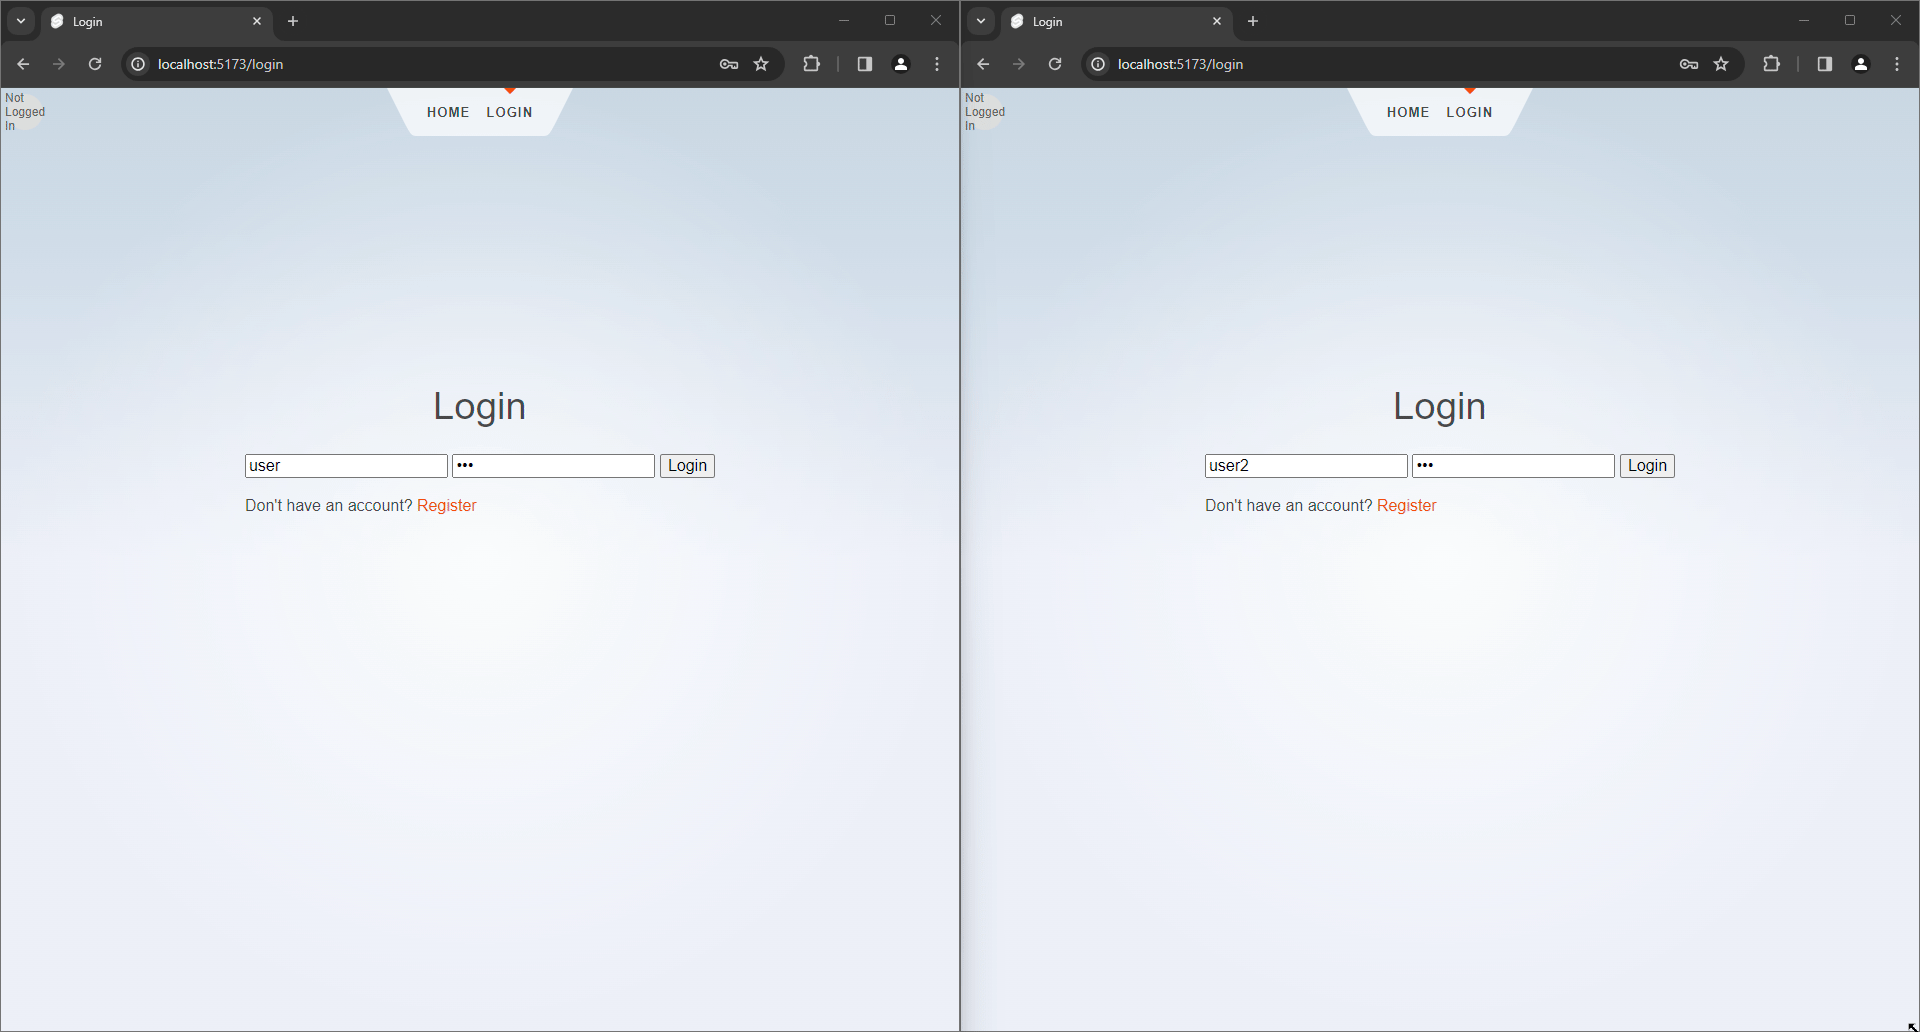 Login
localhost:5173/login
Not
Logged
In
HOME LOGIN
Login
user ••• Login
Don't have an account? Register
Login
localhost:5173/login
Not
Logged
In
HOME LOGIN
Login
user2 ••• Login
Don't have an account? Register